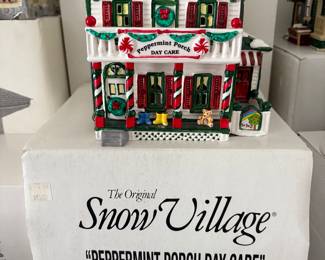 Peppermint Porch
DAY CARE
The Original
Snow Village®
"PEPPERMINT PORCH DAY CARE"